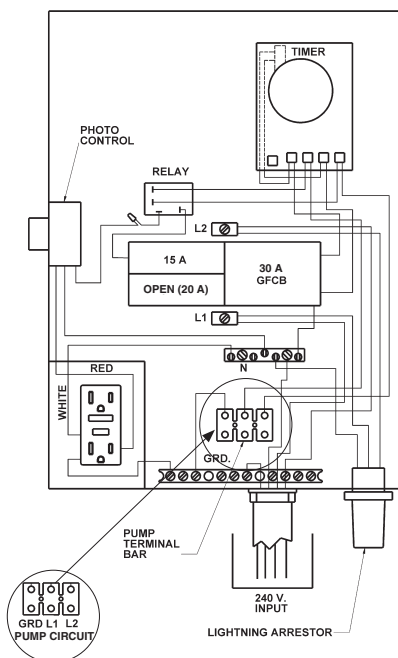 TIMER
PHOTO
CONTROL
RELAY
L2
15 A
30 A
GFCB
OPEN (20 A)
L1
N
RED
WHITE
GRD.
PUMP
TERMINAL
BAR
240 V.
INPUT
LIGHTNING ARRESTOR
GRD L1 L2
PUMP CIRCUIT